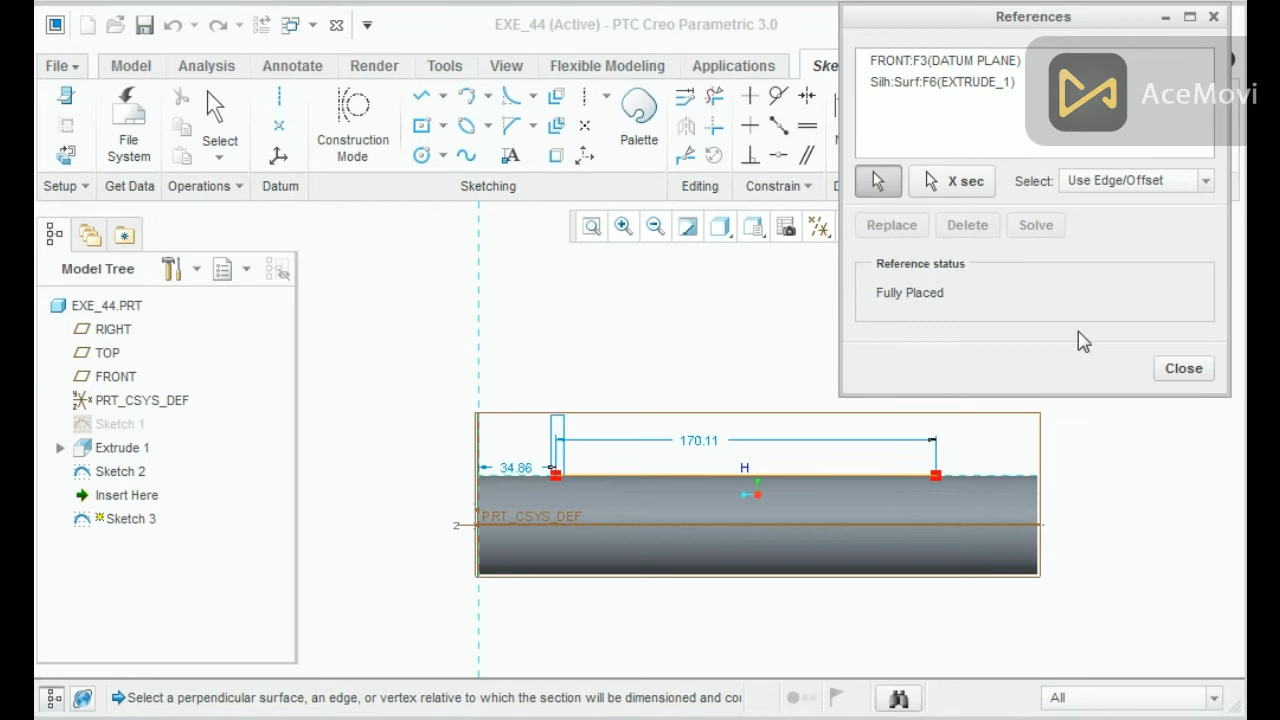 EXE_44 (Active) - PTC Creo Parametric 3.0
References
File
Model
Analysis
Annotate
Render
Tools
View
Flexible Modeling
Applications
FRONT:F3(DATUM PLANE)
Silh:Surf:F6(EXTRUDE_1)
AceMovi
File System
Select
Construction Mode
Palette
X sec
Select:
Use Edge/Offset
Setup
Get Data
Operations
Datum
Sketching
Editing
Constrain
Replace
Delete
Solve
Reference status
Fully Placed
Close
Model Tree
EXE_44.PRT
RIGHT
TOP
FRONT
PRT_CSYS_DEF
Sketch 1
Extrude 1
Sketch 2
Insert Here
Sketch 3
170.11
34.86
H
PRT_CSYS_DEF
Z
Select a perpendicular surface, an edge, or vertex relative to which the section will be dimensioned and
All